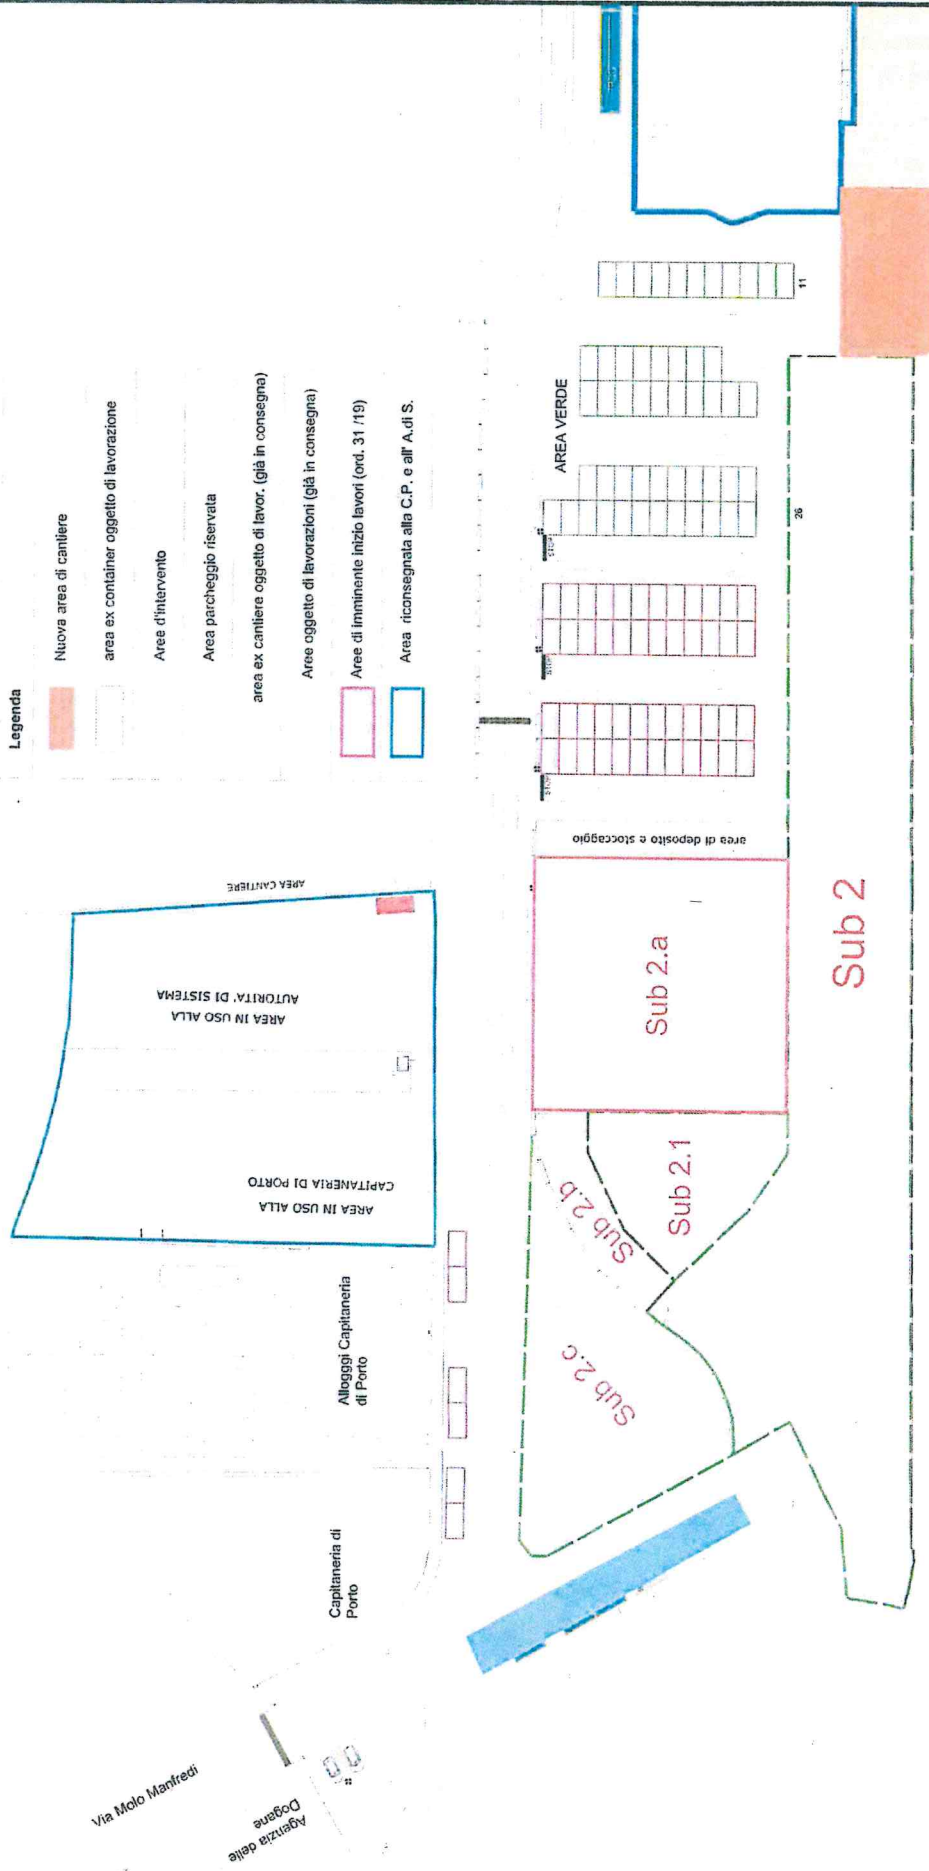 Legenda
Nuova area di cantiere
area ex container oggetto di lavorazione
Aree d'intervento
Area parcheggio riservata
area ex cantiere oggetto di lavor. (già in consegna)
Aree oggetto di lavorazioni (già in consegna)
Aree di imminente inizio lavori (ord. 31 /19)
Area riconsegnata alla C.P. e all' A.di S.
Via Molo Manfredi
Agenzia delle
Dogane
Capitaneria di
Porto
Alloggi Capitaneria
di Porto
AREA IN USO ALLA
CAPITANERIA DI PORTO
AREA IN USO ALLA
AUTORITA' DI SISTEMA
AREA CANTIERE
Sub 2.c
Sub 2.b
Sub 2.1
Sub 2.a
area di deposito e stoccaggio
STOP
STOP
STOP
AREA VERDE
11
26
Sub 2